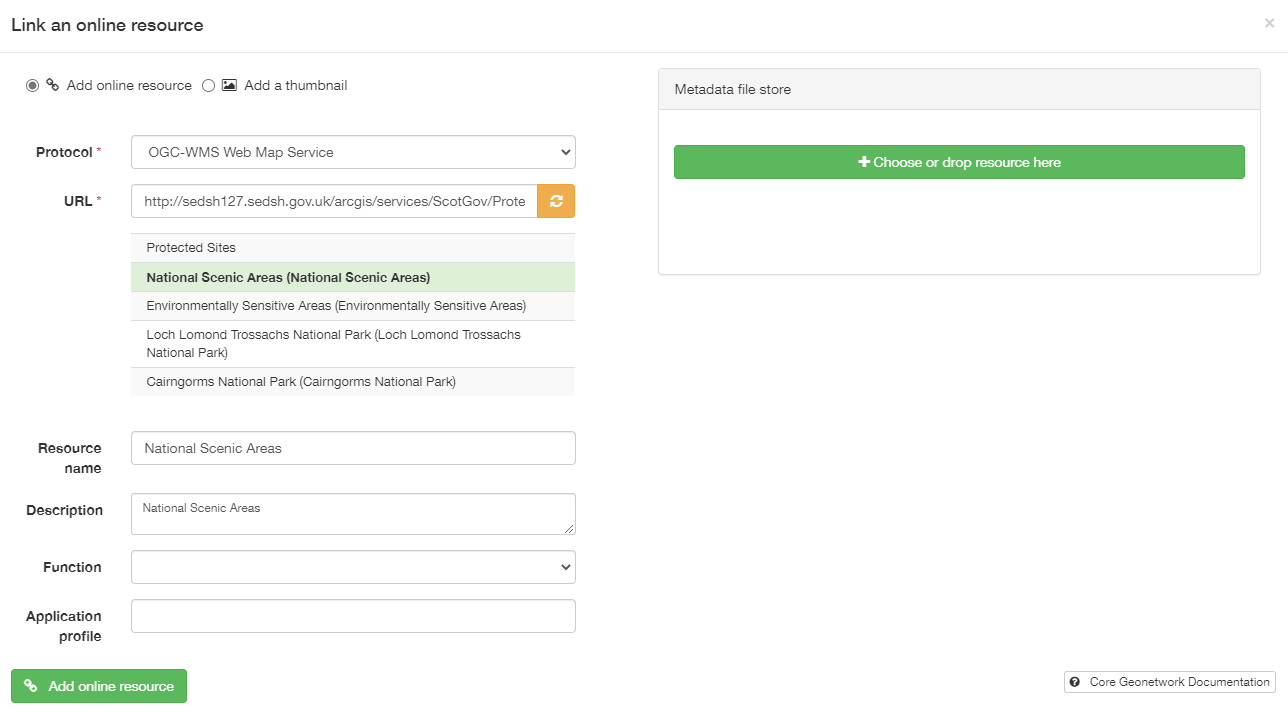 Link an online resource
×
Add online resource
Add a thumbnail
Metadata file store
Choose or drop resource here
Protocol *
OGC-WMS Web Map Service
URL *
http://sedsh127.sedsh.gov.uk/arcgis/services/ScotGov/Prote
Protected Sites
National Scenic Areas (National Scenic Areas)
Environmentally Sensitive Areas (Environmentally Sensitive Areas)
Loch Lomond Trossachs National Park (Loch Lomond Trossachs
National Park)
Cairngorms National Park (Cairngorms National Park)
Resource
name
National Scenic Areas
Description
National Scenic Areas
Function
Application
profile
Add online resource
Core Geonetwork Documentation